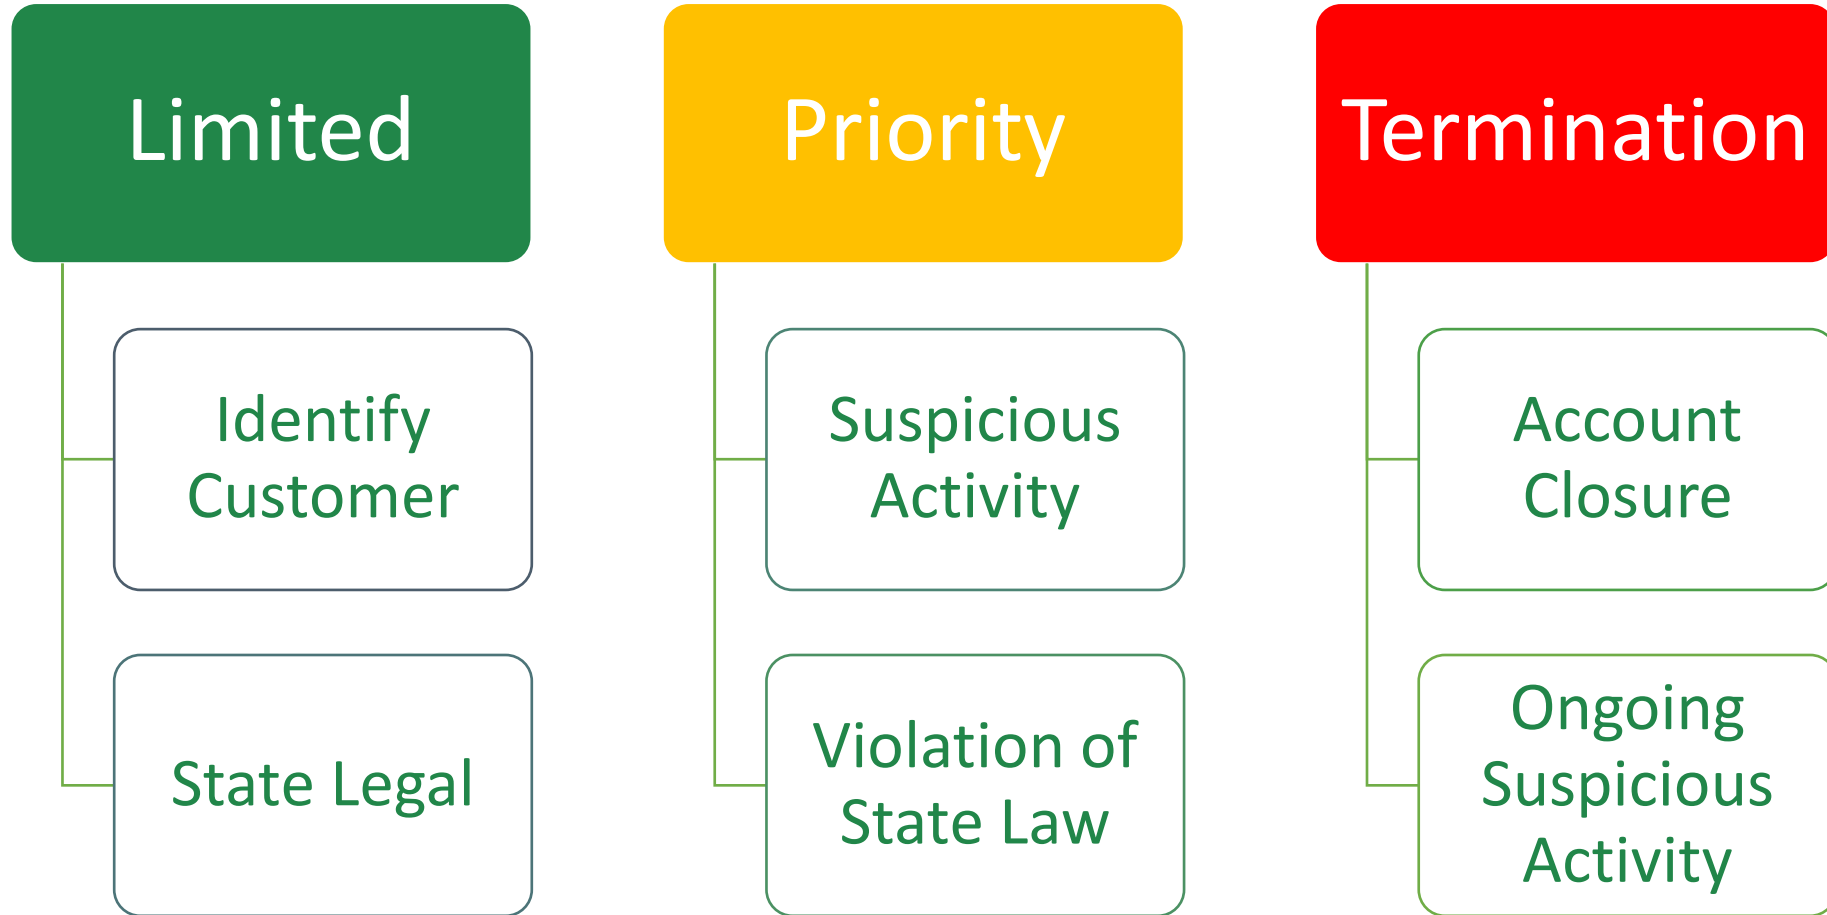 Limited
Identify
Customer
State Legal
Priority
Suspicious
Activity
Violation of
State Law
Termination
Account
Closure
Ongoing
Suspicious
Activity